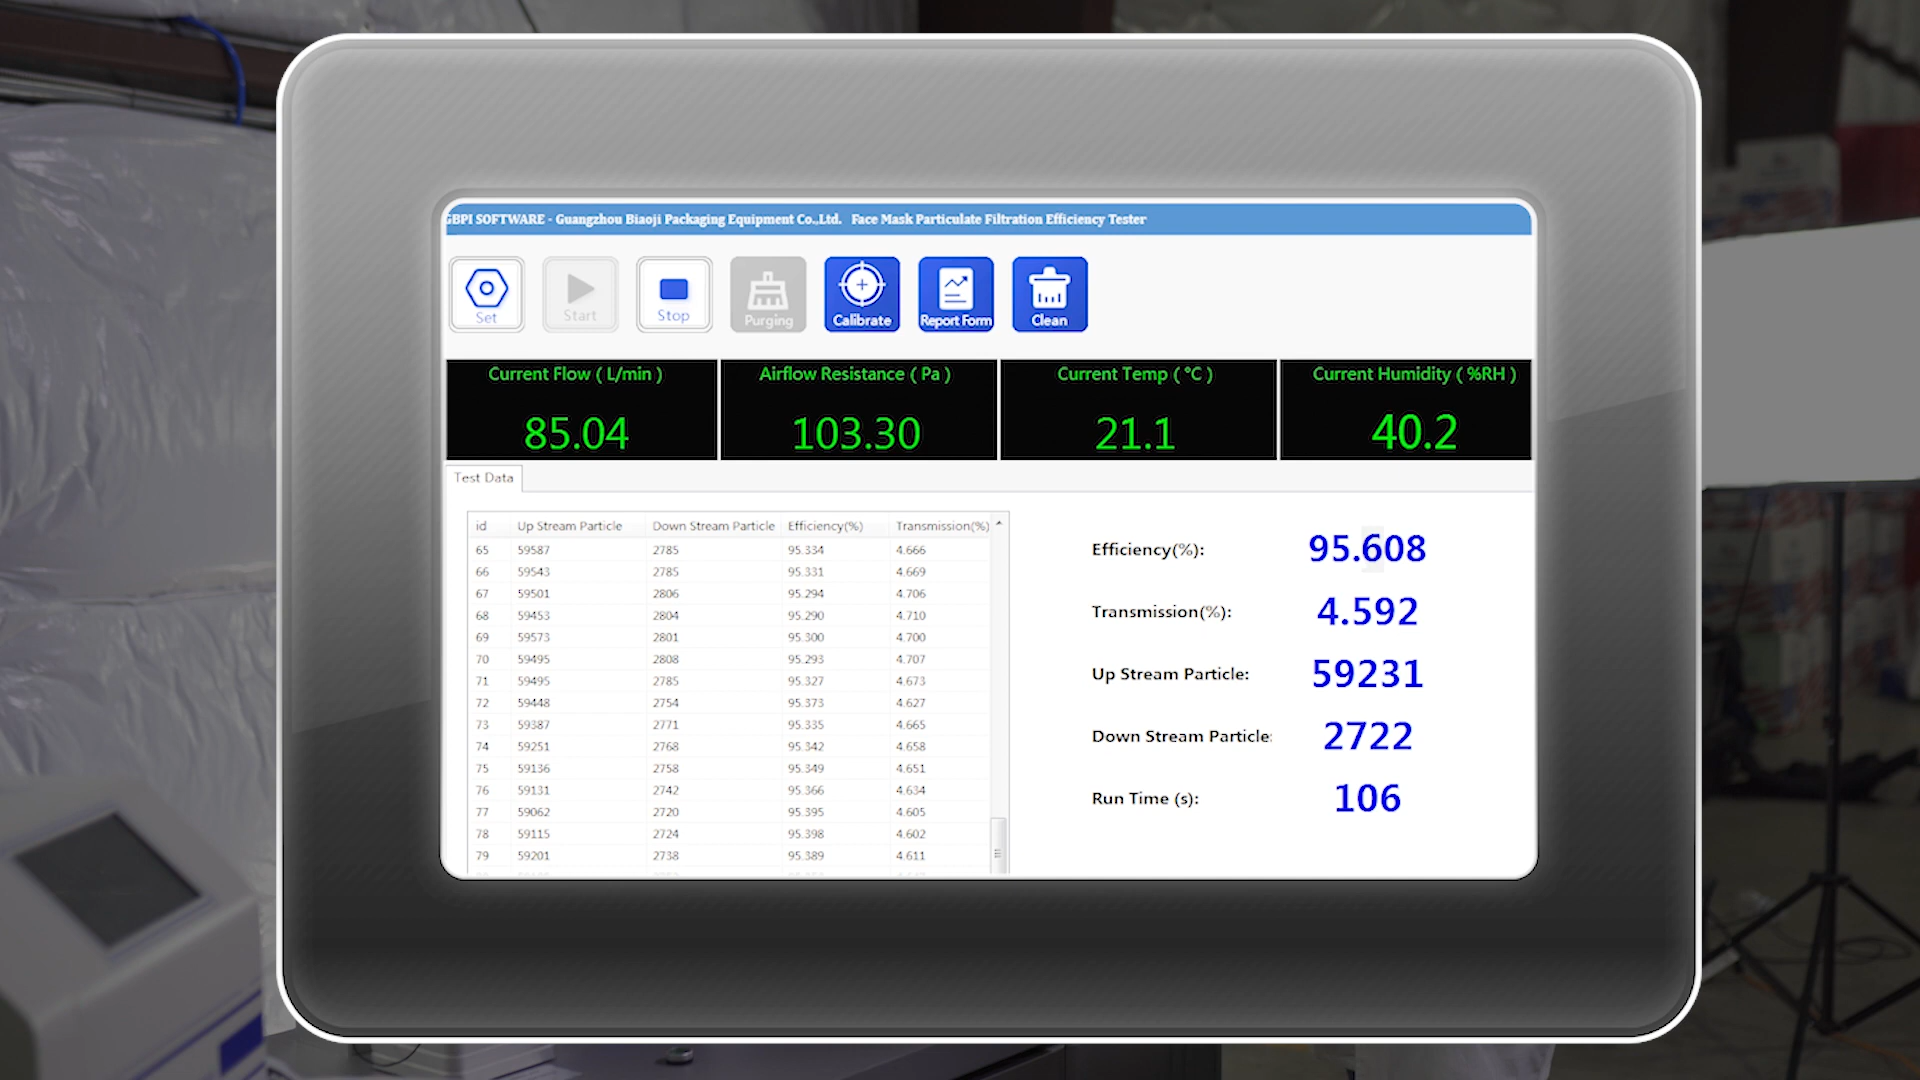 GBPI SOFTWARE - Guangzhou Biaoji Packaging Equipment Co.,Ltd. Face Mask Particulate Filtration Efficiency Tester
Set Start Stop Purging Calibrate Report Form Clean
Current Flow ( L/min ) Airflow Resistance ( Pa ) Current Temp ( °C ) Current Humidity ( %RH )
85.04 103.30 21.1 40.2
Test Data
id Up Stream Particle Down Stream Particle Efficiency(%) Transmission(%)
65 59587 2785 95.334 4.666
66 59543 2785 95.331 4.669
67 59501 2806 95.294 4.706
68 59453 2804 95.290 4.710
69 59573 2801 95.300 4.700
70 59495 2808 95.293 4.707
71 59495 2785 95.327 4.673
72 59448 2754 95.373 4.627
73 59387 2771 95.335 4.665
74 59251 2768 95.342 4.658
75 59136 2758 95.349 4.651
76 59131 2742 95.366 4.634
77 59062 2720 95.395 4.605
78 59115 2724 95.398 4.602
79 59201 2738 95.389 4.611
Efficiency(%): 95.608
Transmission(%): 4.592
Up Stream Particle: 59231
Down Stream Particle: 2722
Run Time (s): 106